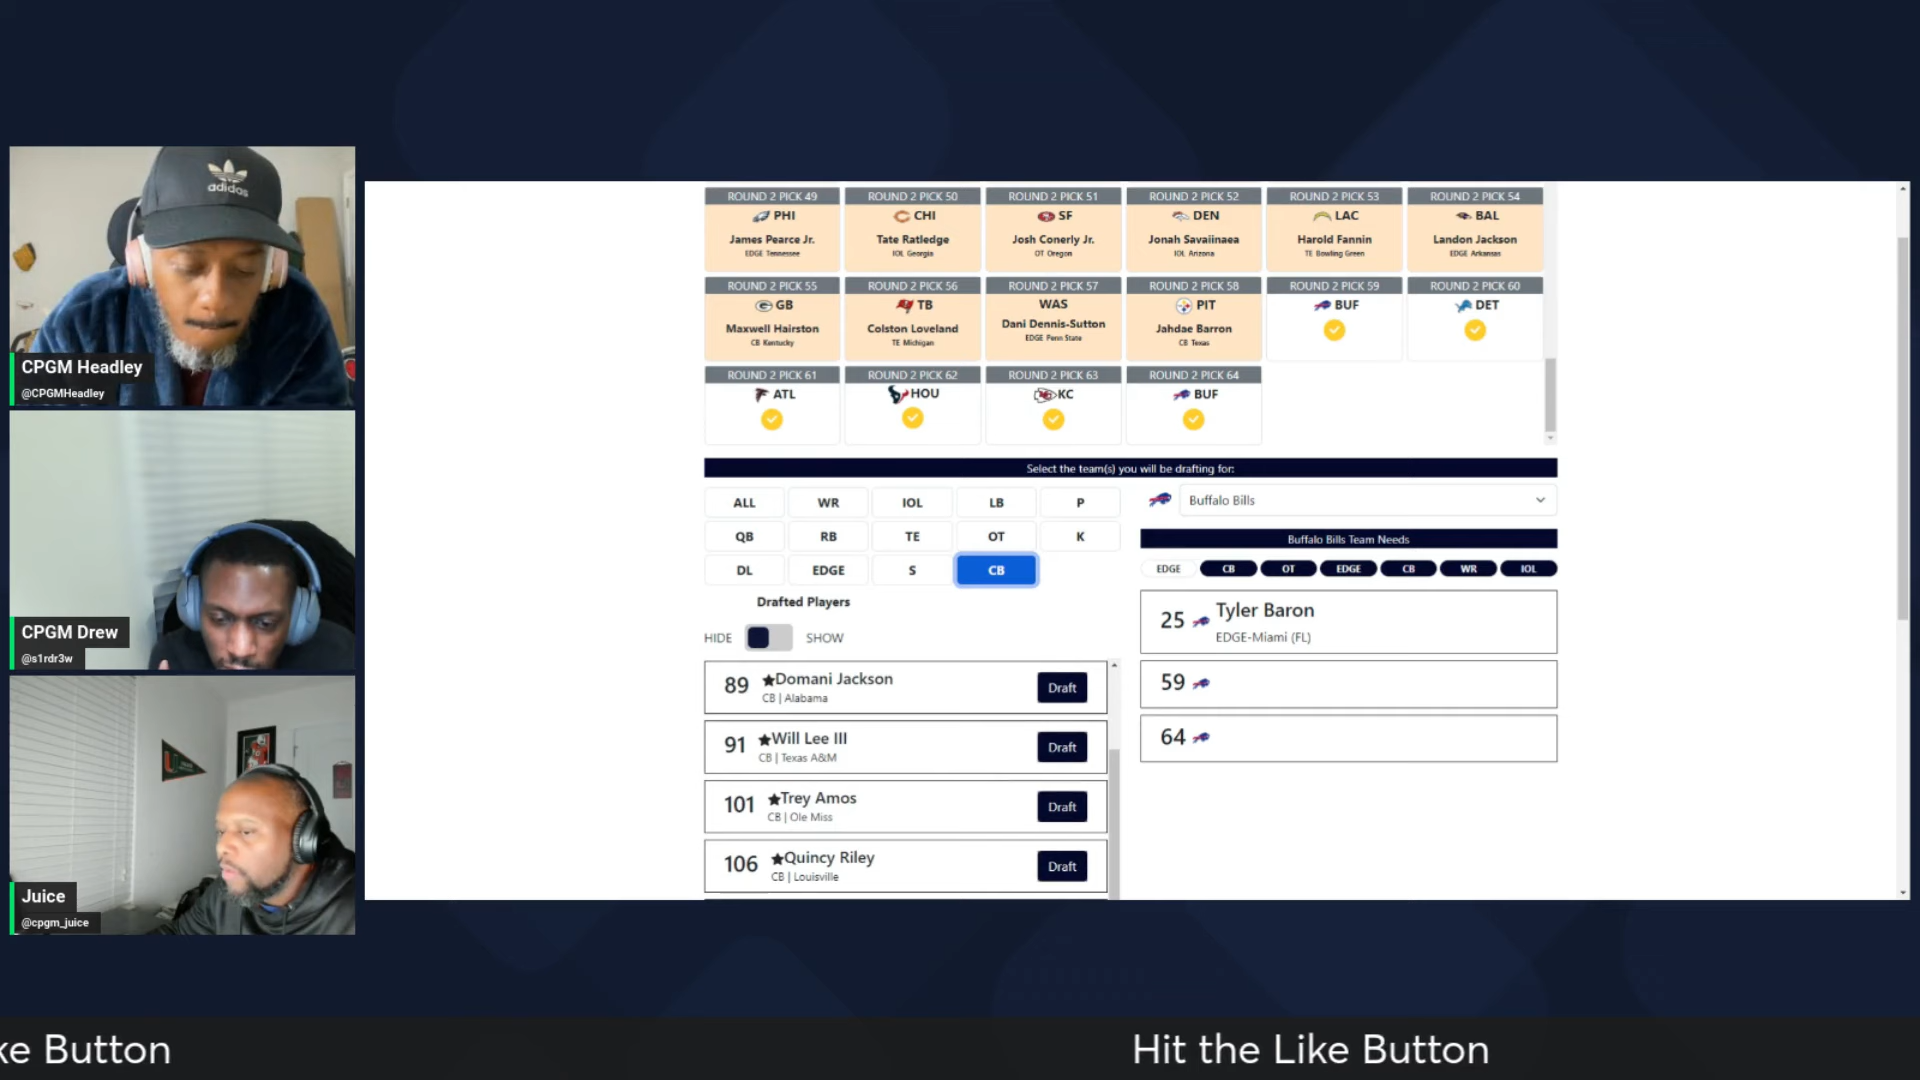 adidas
CPGM Headley
@CPGMHeadley
CPGM Drew
@s1rdr3w
U
Juice
@cpgm_juice
ROUND 2 PICK 49
PHI
James Pearce Jr.
EDGE Tennessee
ROUND 2 PICK 50
CHI
Tate Ratledge
IOL Georgia
ROUND 2 PICK 51
SF
Josh Conerly Jr.
OT Oregon
ROUND 2 PICK 52
DEN
Jonah Savaiinaea
IOL Arizona
ROUND 2 PICK 53
LAC
Harold Fannin
TE Bowling Green
ROUND 2 PICK 54
BAL
Landon Jackson
EDGE Arkansas
ROUND 2 PICK 55
GB
Maxwell Hairston
CB Kentucky
ROUND 2 PICK 56
TB
Colston Loveland
TE Michigan
ROUND 2 PICK 57
WAS
Dani Dennis-Sutton
EDGE Penn State
ROUND 2 PICK 58
PIT
Jahdae Barron
CB Texas
ROUND 2 PICK 59
BUF
ROUND 2 PICK 60
DET
ROUND 2 PICK 61
ATL
ROUND 2 PICK 62
HOU
ROUND 2 PICK 63
KC
ROUND 2 PICK 64
BUF
Select the team(s) you will be drafting for:
ALL WR IOL LB P
QB RB TE OT K
DL EDGE S CB
Drafted Players
HIDE SHOW
89 ★Domani Jackson
CB | Alabama
Draft
91 ★Will Lee III
CB | Texas A&M
Draft
101 ★Trey Amos
CB | Ole Miss
Draft
106 ★Quincy Riley
CB | Louisville
Draft
Buffalo Bills
Buffalo Bills Team Needs
EDGE CB OT EDGE CB WR IOL
25 Tyler Baron
EDGE-Miami (FL)
59
64
ke Button
Hit the Like Button